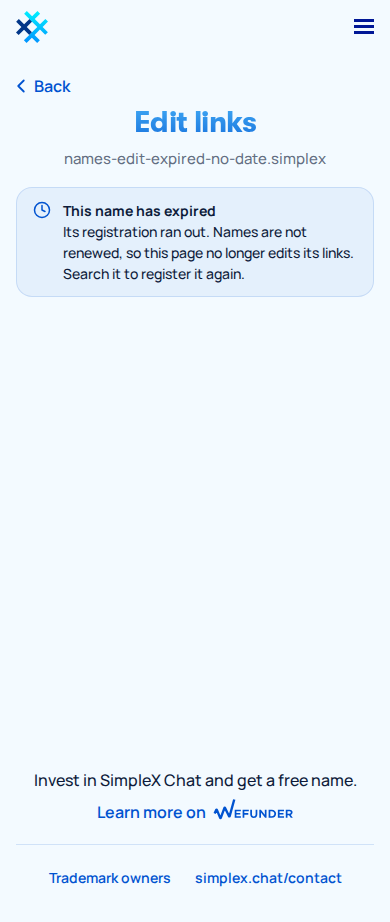 Back
Edit links
names-edit-expired-no-date.simplex
This name has expired
Its registration ran out. Names are not
renewed, so this page no longer edits its links.
Search it to register it again.
Invest in SimpleX Chat and get a free name.
Learn more on WEFUNDER
Trademark owners simplex.chat/contact